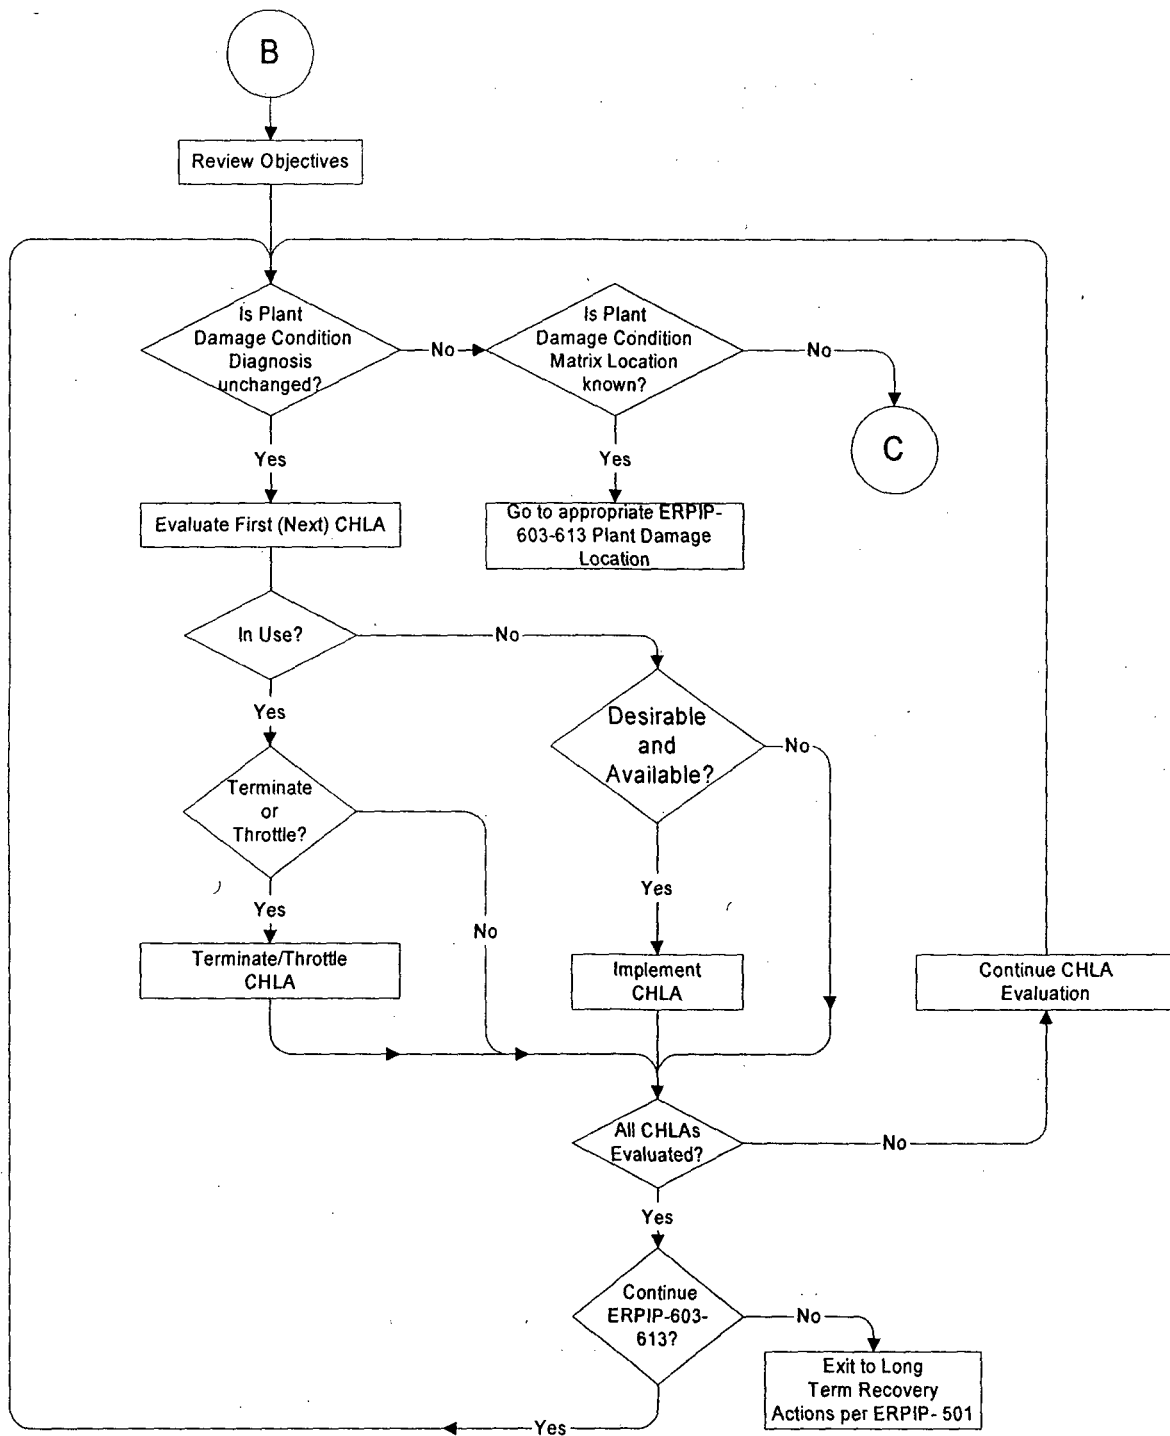 B
Review Objectives
Is Plant
Damage Condition
Diagnosis
unchanged?
No
Is Plant
Damage Condition
Matrix Location
known?
No
C
Yes
Yes
Evaluate First (Next) CHLA
Go to appropriate ERPIP-
603-613 Plant Damage
Location
In Use?
No
Yes
Desirable
and
Available?
No
Terminate
or
Throttle?
Yes
Yes
No
Terminate/Throttle
CHLA
Implement
CHLA
Continue CHLA
Evaluation
All CHLAs
Evaluated?
No
Yes
Continue
ERPIP-603-
613?
No
Exit to Long
Term Recovery
Actions per ERPIP- 501
Yes